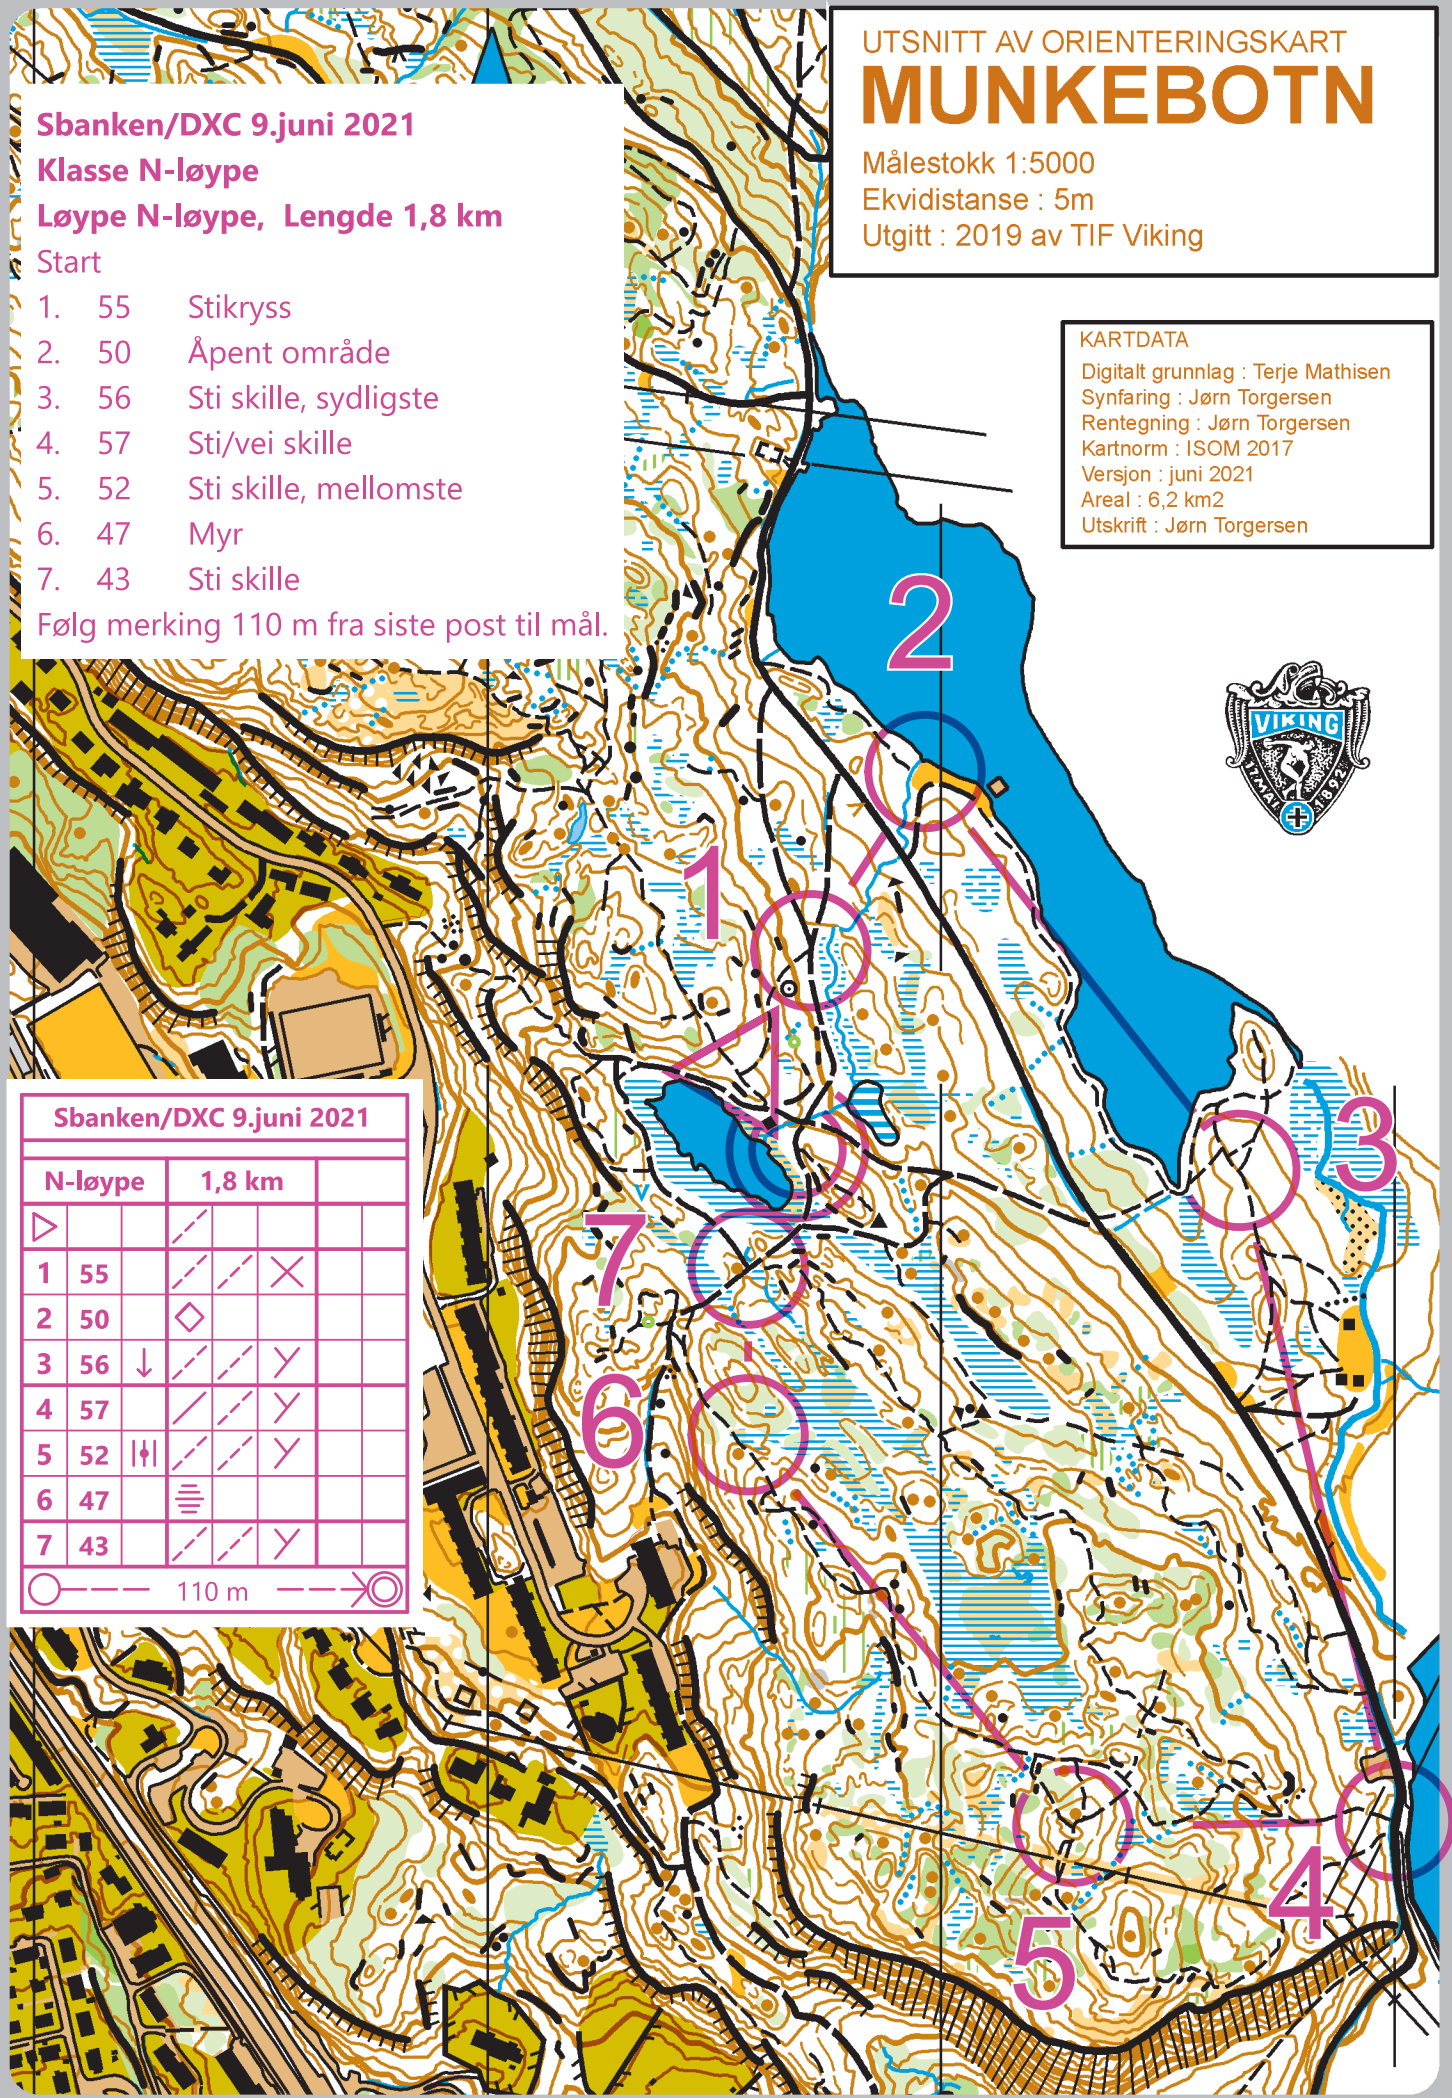 UTSNITT AV ORIENTERINGSKART
MUNKEBOTN
Målestokk 1:5000
Ekvidistanse : 5m
Utgitt : 2019 av TIF Viking
Sbanken/DXC 9.juni 2021
Klasse N-løype
Løype N-løype, Lengde 1,8 km
Start
1. 55 Stikryss
2. 50 Åpent område
3. 56 Sti skille, sydligste
4. 57 Sti/vei skille
5. 52 Sti skille, mellomste
6. 47 Myr
7. 43 Sti skille
Følg merking 110 m fra siste post til mål.
KARTDATA
Digitalt grunnlag : Terje Mathisen
Synfaring : Jørn Torgersen
Rentegning : Jørn Torgersen
Kartnorm : ISOM 2017
Versjon : juni 2021
Areal : 6,2 km2
Utskrift : Jørn Torgersen
2
VIKING
17MAI 1892
1
3
7
6
4
5
Sbanken/DXC 9.juni 2021
N-løype 1,8 km
1 55
2 50
3 56
4 57
5 52
6 47
7 43
110 m